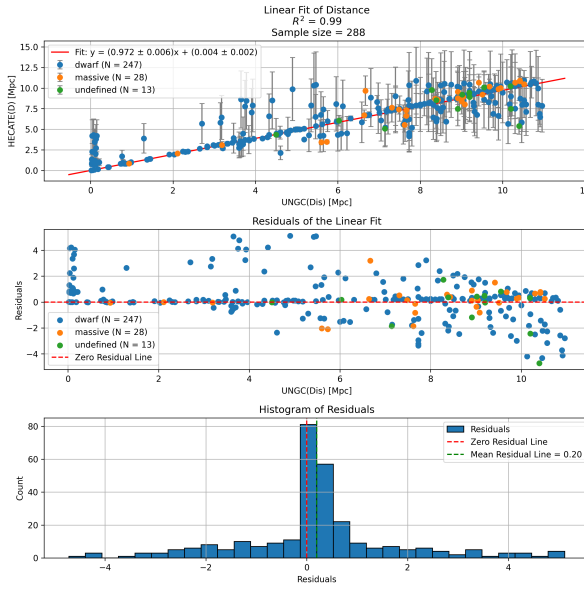 Linear Fit of Distance
R² = 0.99
Sample size = 288
15.0
12.5
10.0
7.5
5.0
2.5
0.0
HECATE(D) [Mpc]
Fit: y = (0.972 ± 0.006)x + (0.004 ± 0.002)
dwarf (N = 247)
massive (N = 28)
undefined (N = 13)
0 2 4 6 8 10
UNGC(Dis) [Mpc]
Residuals of the Linear Fit
4
2
0
−2
−4
Residuals
dwarf (N = 247)
massive (N = 28)
undefined (N = 13)
Zero Residual Line
0 2 4 6 8 10
UNGC(Dis) [Mpc]
Histogram of Residuals
80
60
40
20
0
Count
Residuals
Zero Residual Line
Mean Residual Line = 0.20
−4 −2 0 2 4
Residuals